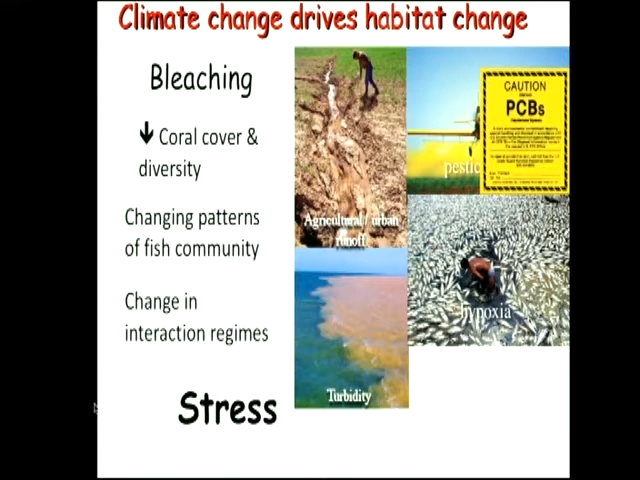 Climate change drives habitat change
Bleaching
🡇 Coral cover &
diversity
Changing patterns
of fish community
Change in
interaction regimes
Stress
Agricultural / urban
runoff
CAUTION
PCBs
pestic
hypoxia
Turbidity